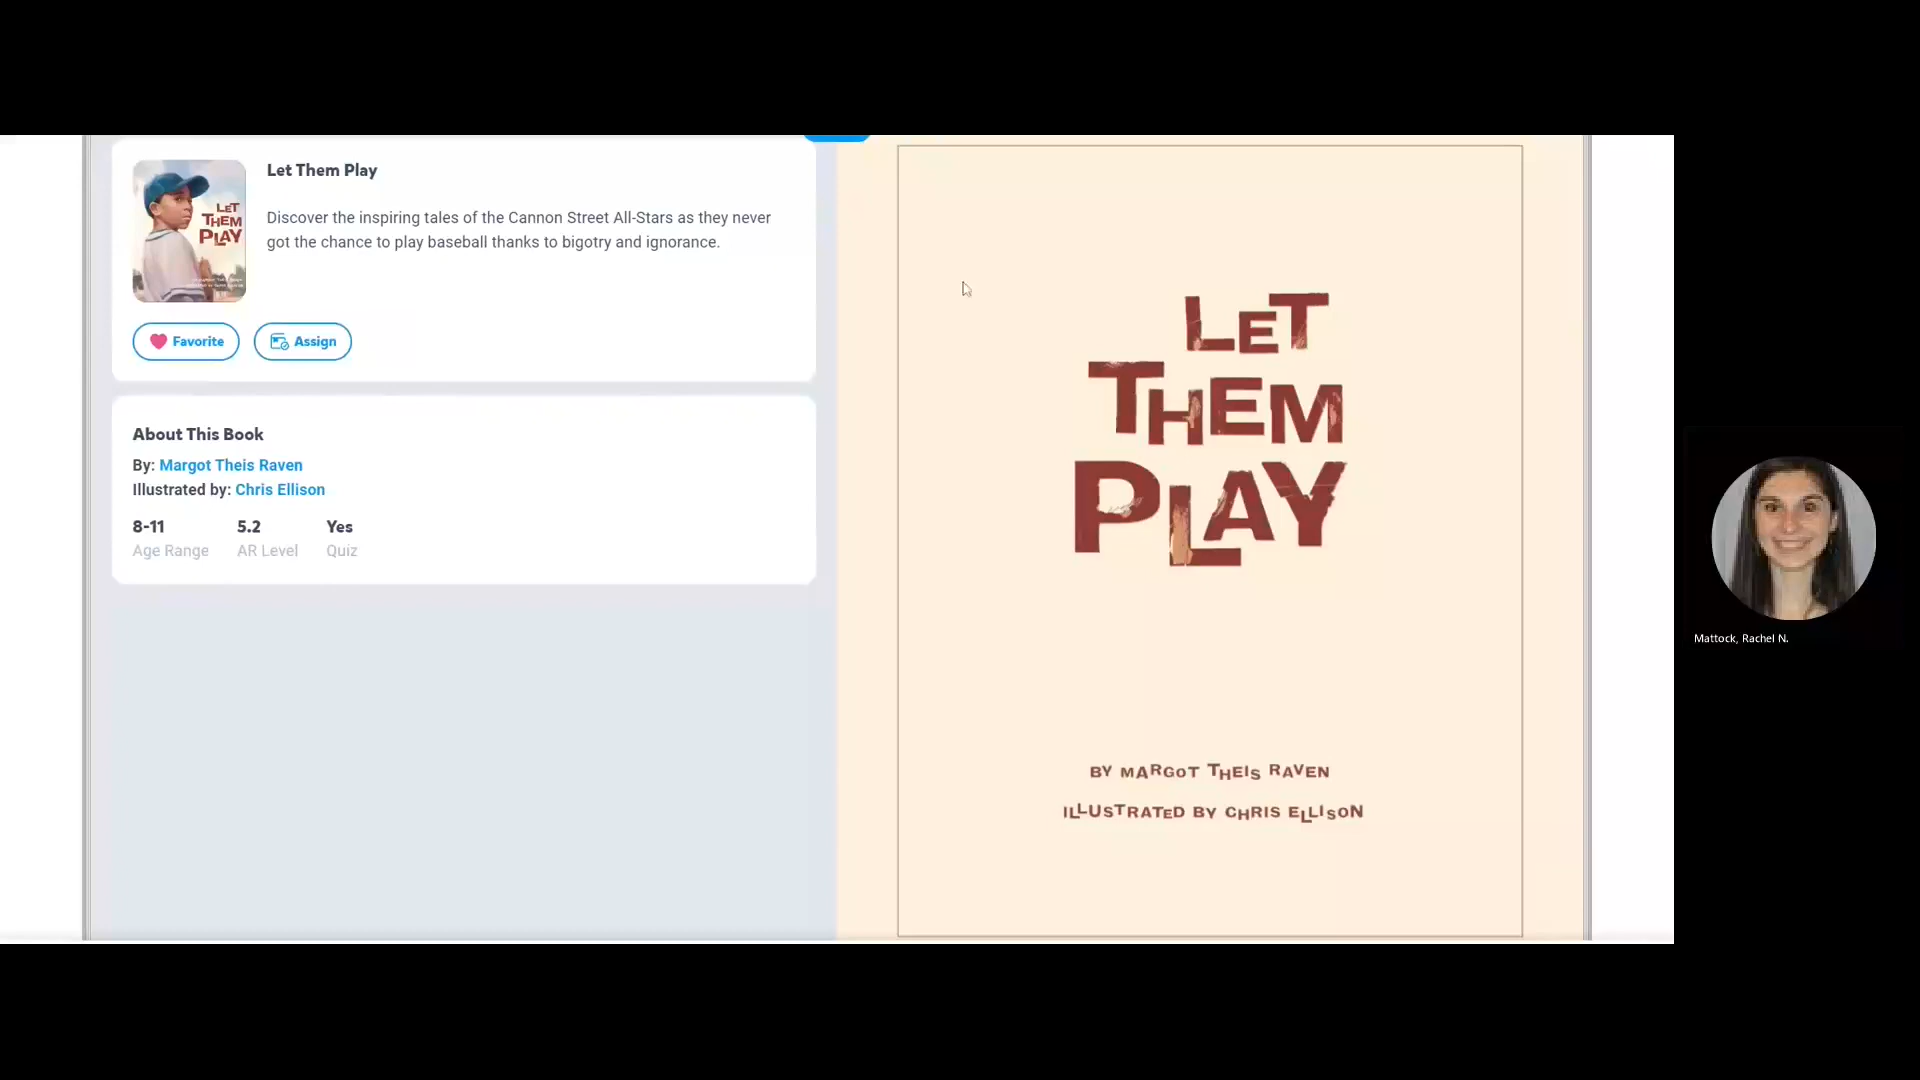 Let Them Play
Discover the inspiring tales of the Cannon Street All-Stars as they never
got the chance to play baseball thanks to bigotry and ignorance.
LET
THEM
PLAY
Favorite
Assign
About This Book
By: Margot Theis Raven
Illustrated by: Chris Ellison
8-11 5.2 Yes
Age Range AR Level Quiz
LET
THEM
PLAY
BY MARGOT THEIS RAVEN
ILLUSTRATED BY CHRIS ELLISON
Mattock, Rachel N.